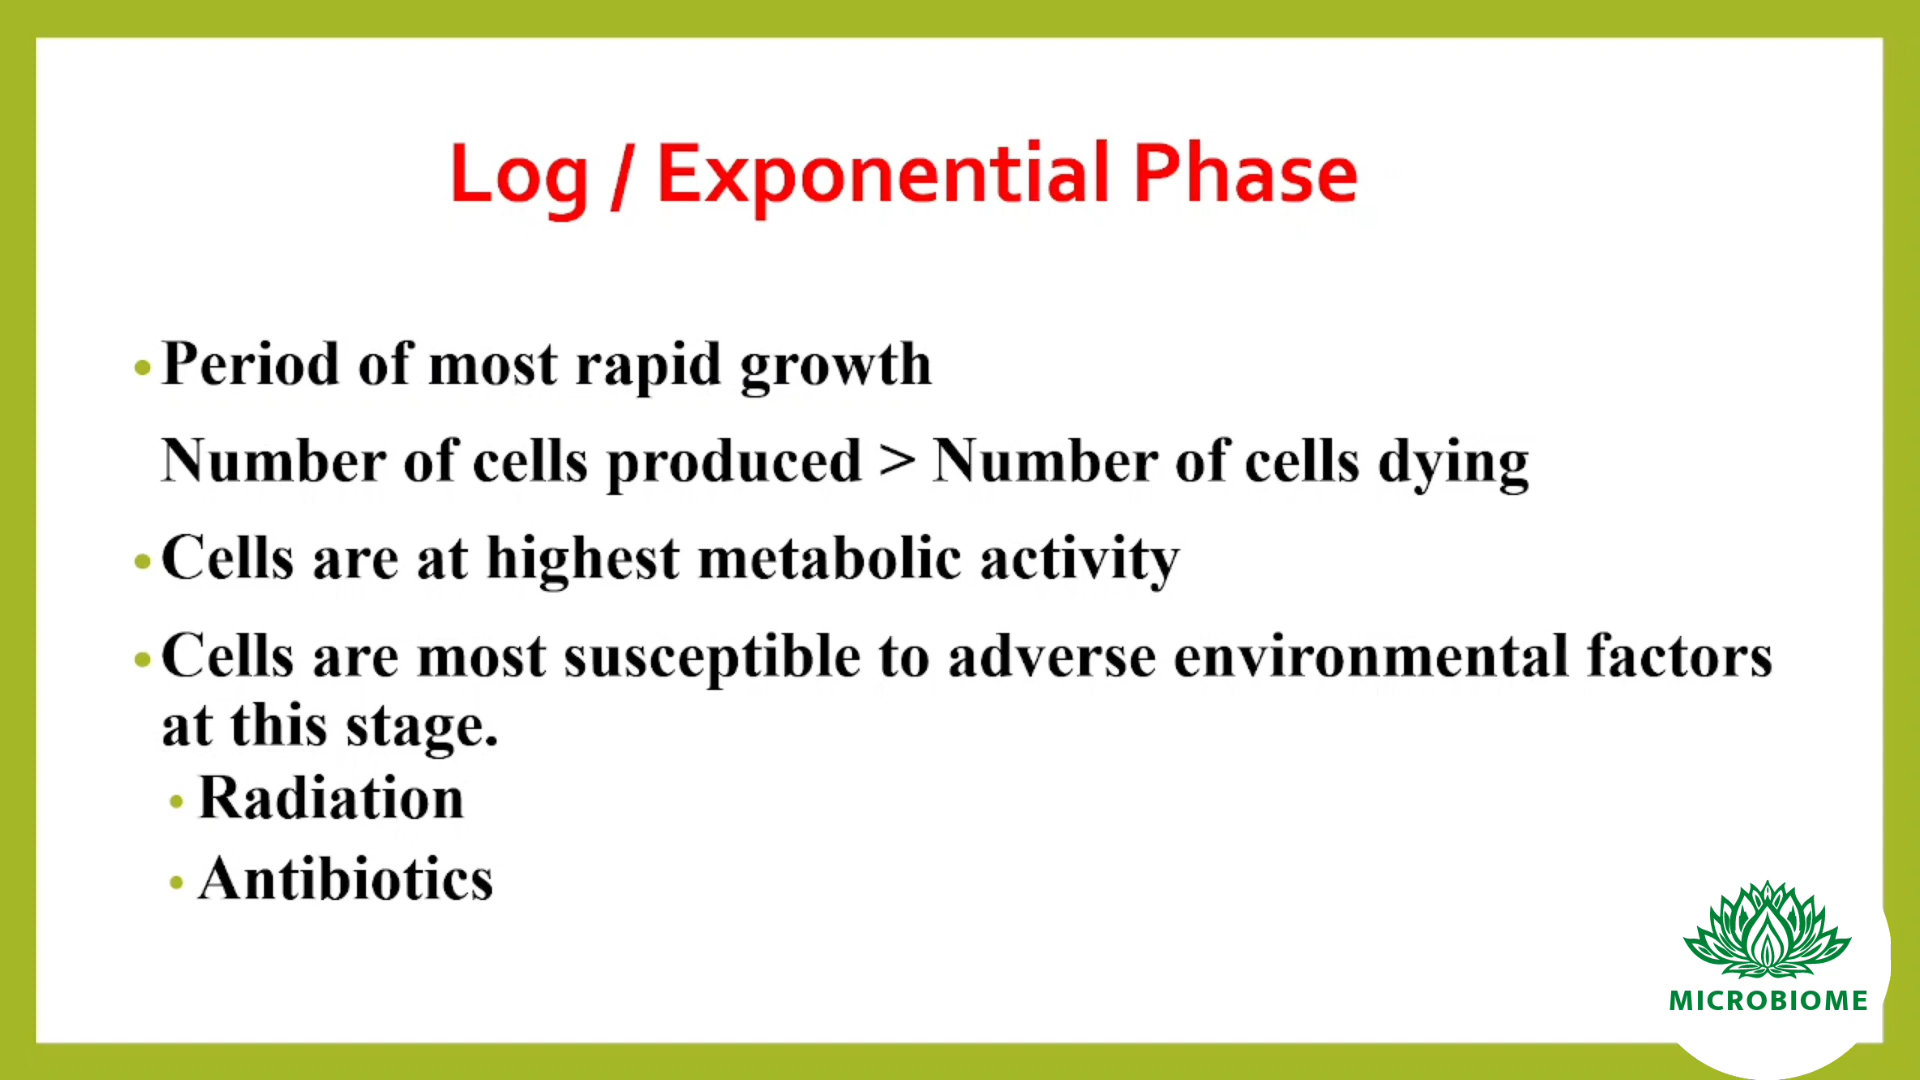 Log / Exponential Phase
• Period of most rapid growth
Number of cells produced > Number of cells dying
• Cells are at highest metabolic activity
• Cells are most susceptible to adverse environmental factors
at this stage.
• Radiation
• Antibiotics
MICROBIOME